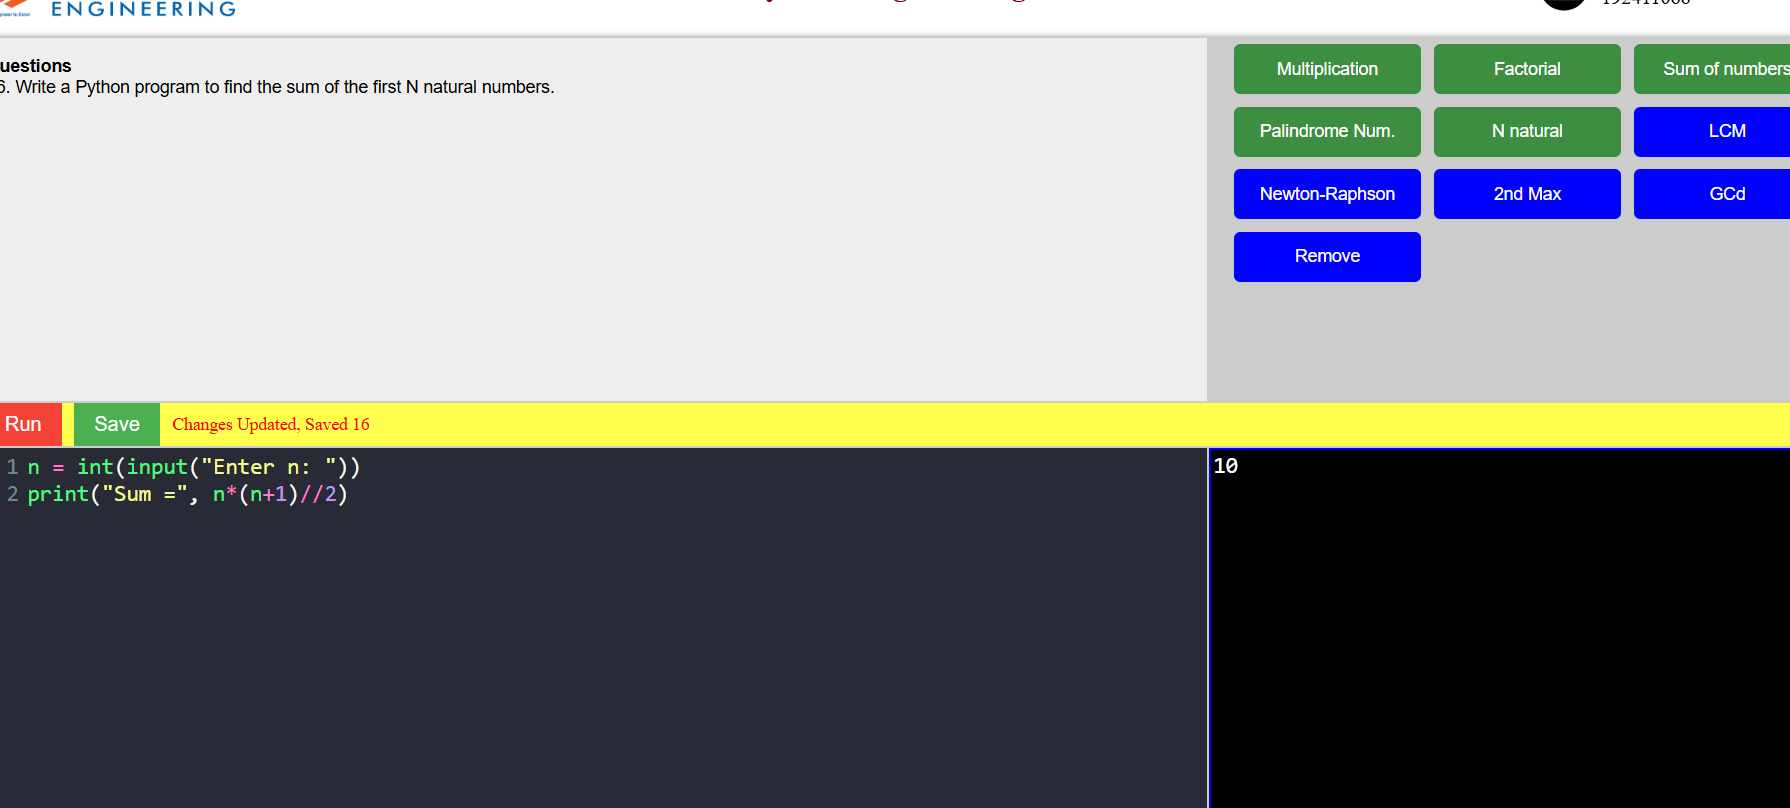 ENGINEERING
uestions
6. Write a Python program to find the sum of the first N natural numbers.
Multiplication
Factorial
Sum of numbers
Palindrome Num.
N natural
LCM
Newton-Raphson
2nd Max
GCd
Remove
Run
Save
Changes Updated, Saved 16
1 n = int(input("Enter n: "))
2 print("Sum =", n*(n+1)//2)
10